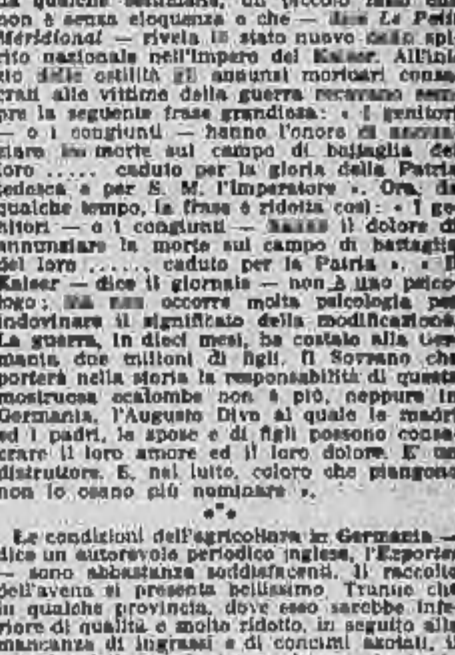 non è senza eloquenza e che — Le Petit
Méridional — rivela lo stato nuovo dello spi-
rito nazionale nell'Impero del Kaiser. All'ini-
zio delle ostilità gli annunzi mortuari consa-
crati alle vittime della guerra recavano sem
pre la seguente frase grandiosa: « I genitori
— o i congiunti — hanno l'onore di
ziare morte sul campo di battaglia de
loro ..... caduto per la gloria della Patria
tedesca e per S. M. l'Imperatore ». Ora, da
qualche tempo, la frase è ridotta così: « I ge
nitori — o i congiunti — il dolore di
annunziare la morte sul campo di battaglia
del loro ...... caduto per la Patria ». «
Kaiser — dice il giornale — non è uno psico
logo; occorre molta psicologia per
indovinare il significato della modificazione.
La guerra, in dieci mesi, ha costato alla Ger
mania due milioni di figli. Il Sovrano che
porterà nella storia la responsabilità di questa
mostruosa ecatombe non è più, neppure in
Germania, l'Augusto Divo al quale le madri
ed i padri, le spose e di figli possono consa
crare il loro amore ed il loro dolore. E' un
distruttore. E, nel lutto, coloro che piangono
non lo osano più nominare ».
*
* *
Le condizioni dell'agricoltura in Germania —
dice un autorevole periodico inglese, l'Exporter
— sono abbastanza soddisfacenti. Il raccolto
dell'avena si presenta bellissimo. Tranne che
in qualche provincia, dove esso sarebbe infe
riore di qualità e molto ridotto, in seguito alla
mancanza di ingrassi e di concimi azotati, il